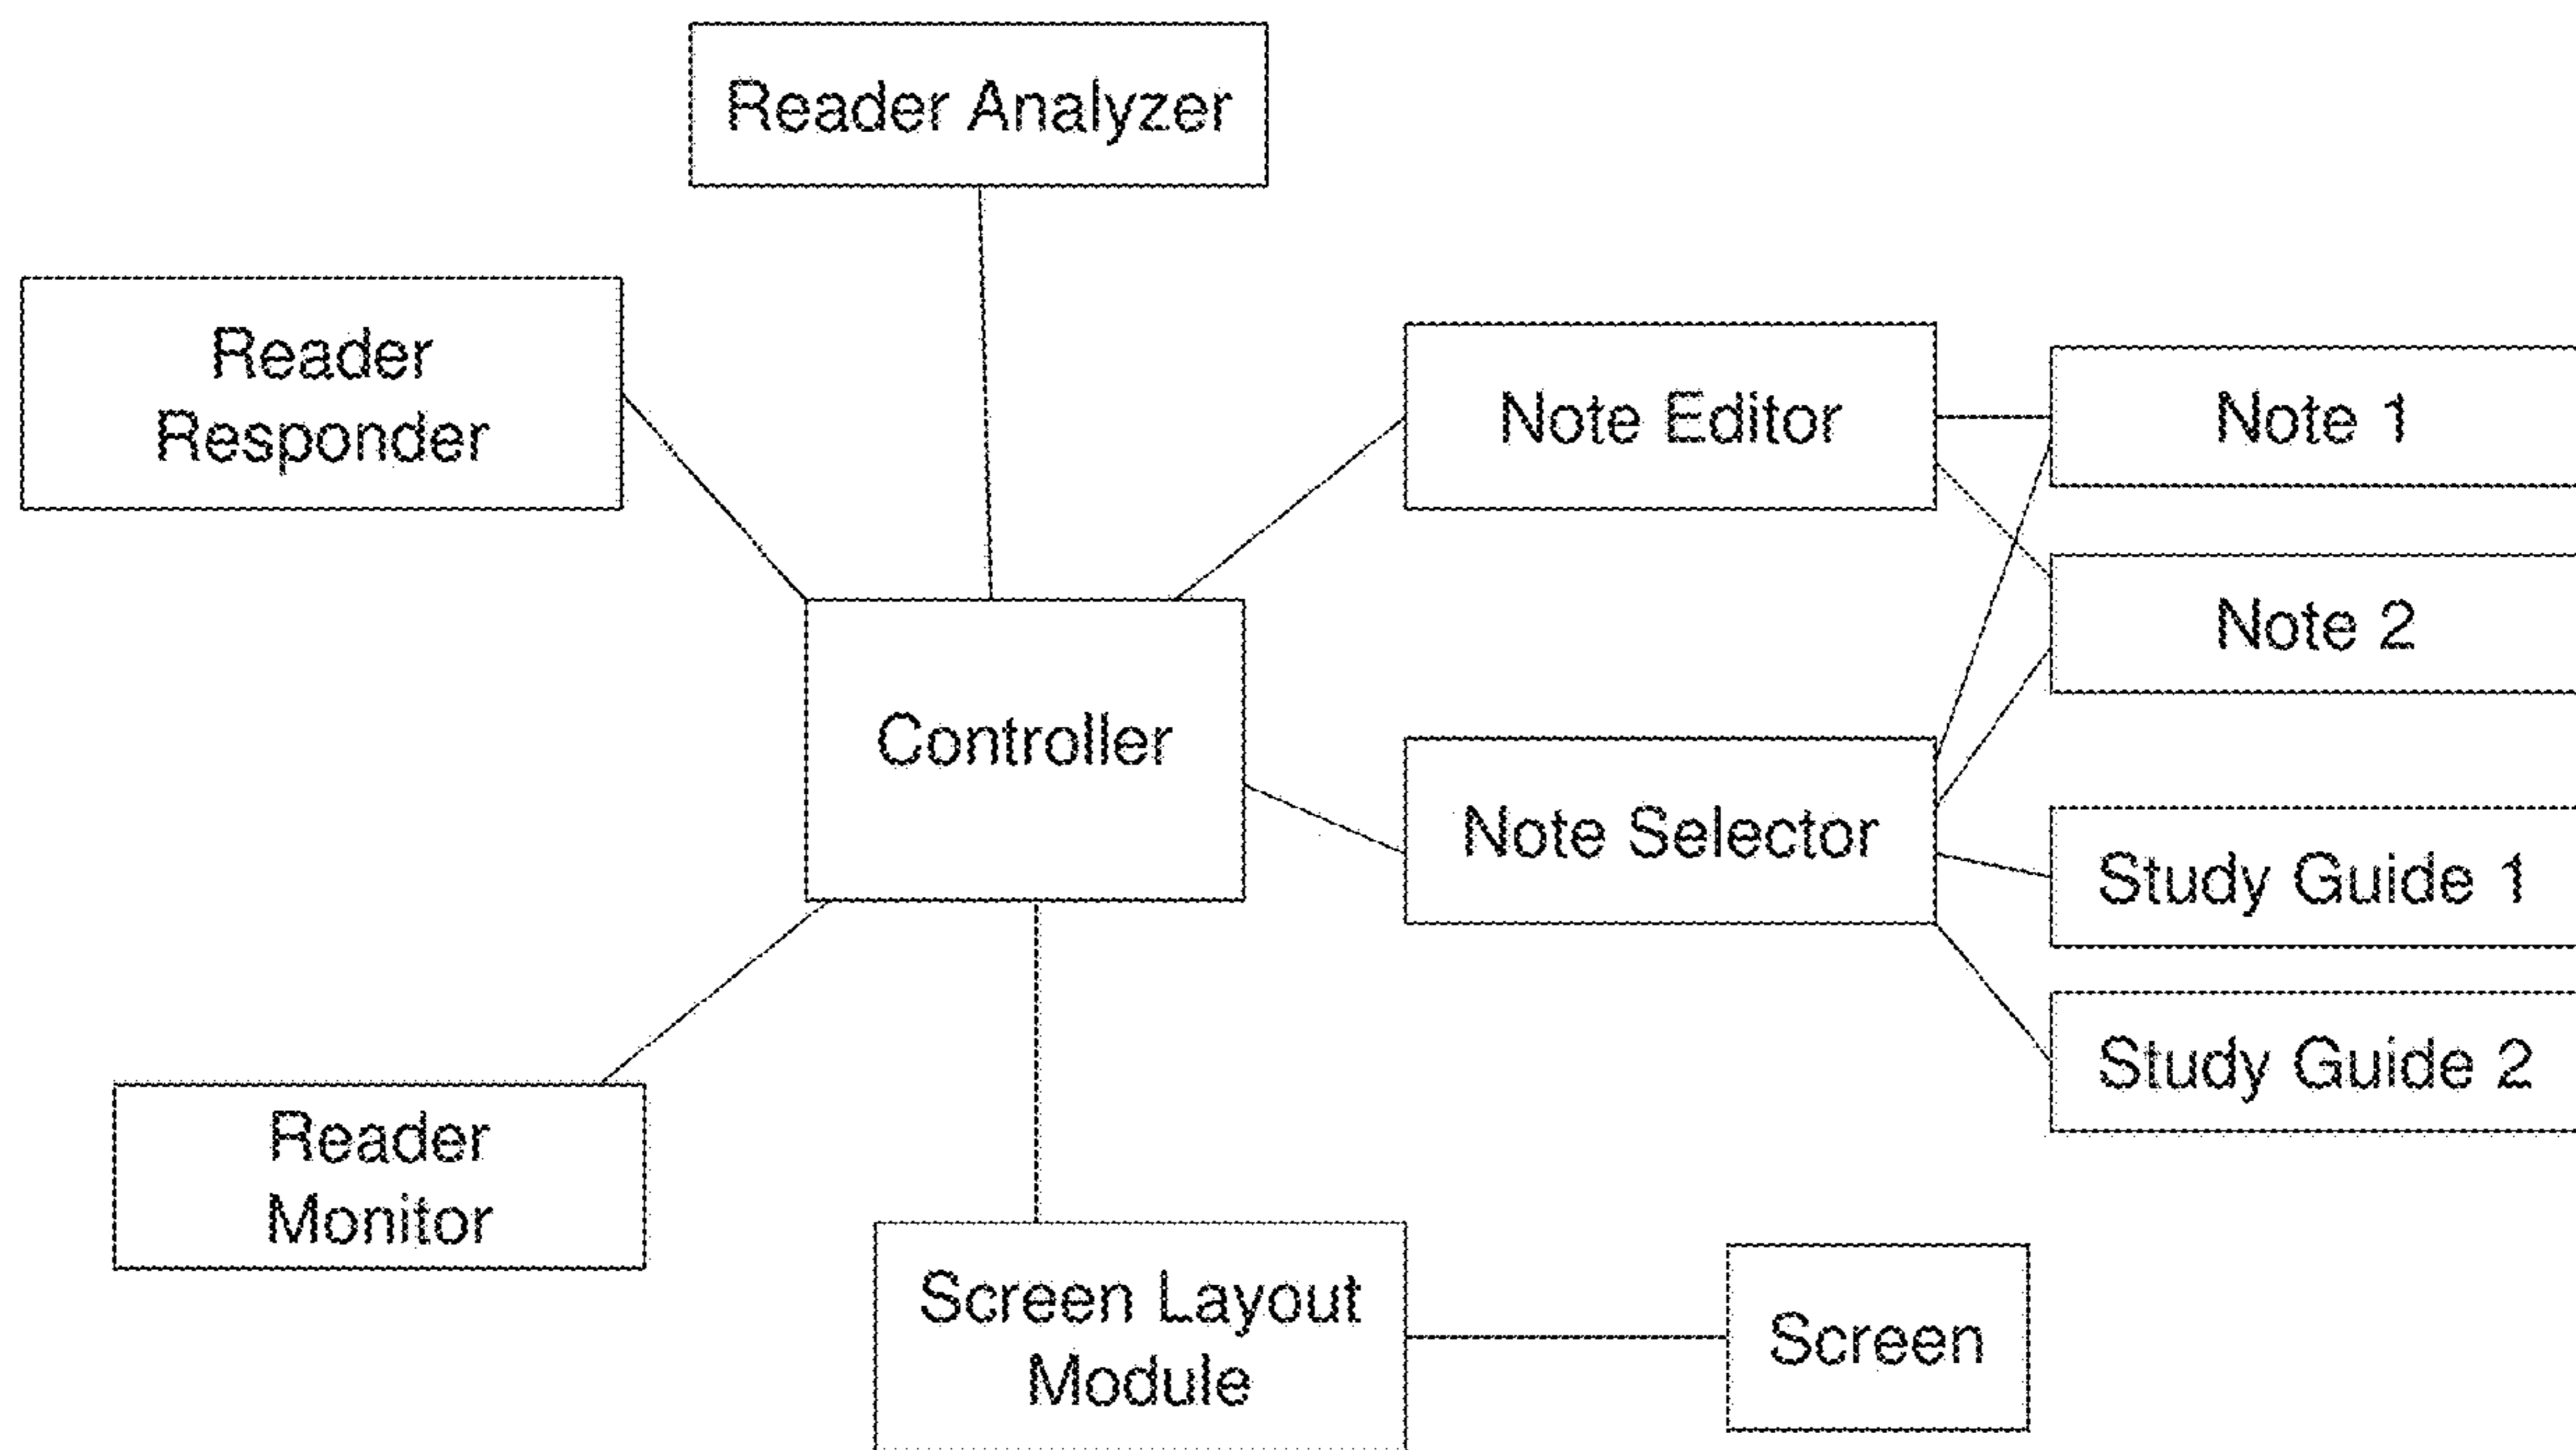 Reader Analyzer
Reader
Responder
Note Editor
Note 1
Note 2
Controller
Note Selector
Study Guide 1
Study Guide 2
Reader
Monitor
Screen Layout
Module
Screen